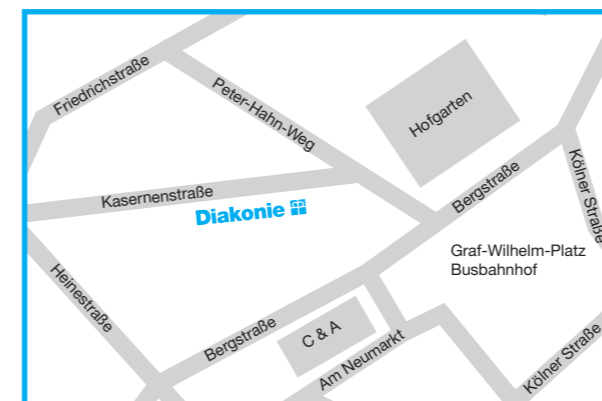 Friedrichstraße
Peter-Hahn-Weg
Hofgarten
Kasernenstraße
Diakonie
Bergstraße
Kölner Straße
Graf-Wilhelm-Platz
Busbahnhof
Heinestraße
Bergstraße
C & A
Am Neumarkt
Kölner Straße